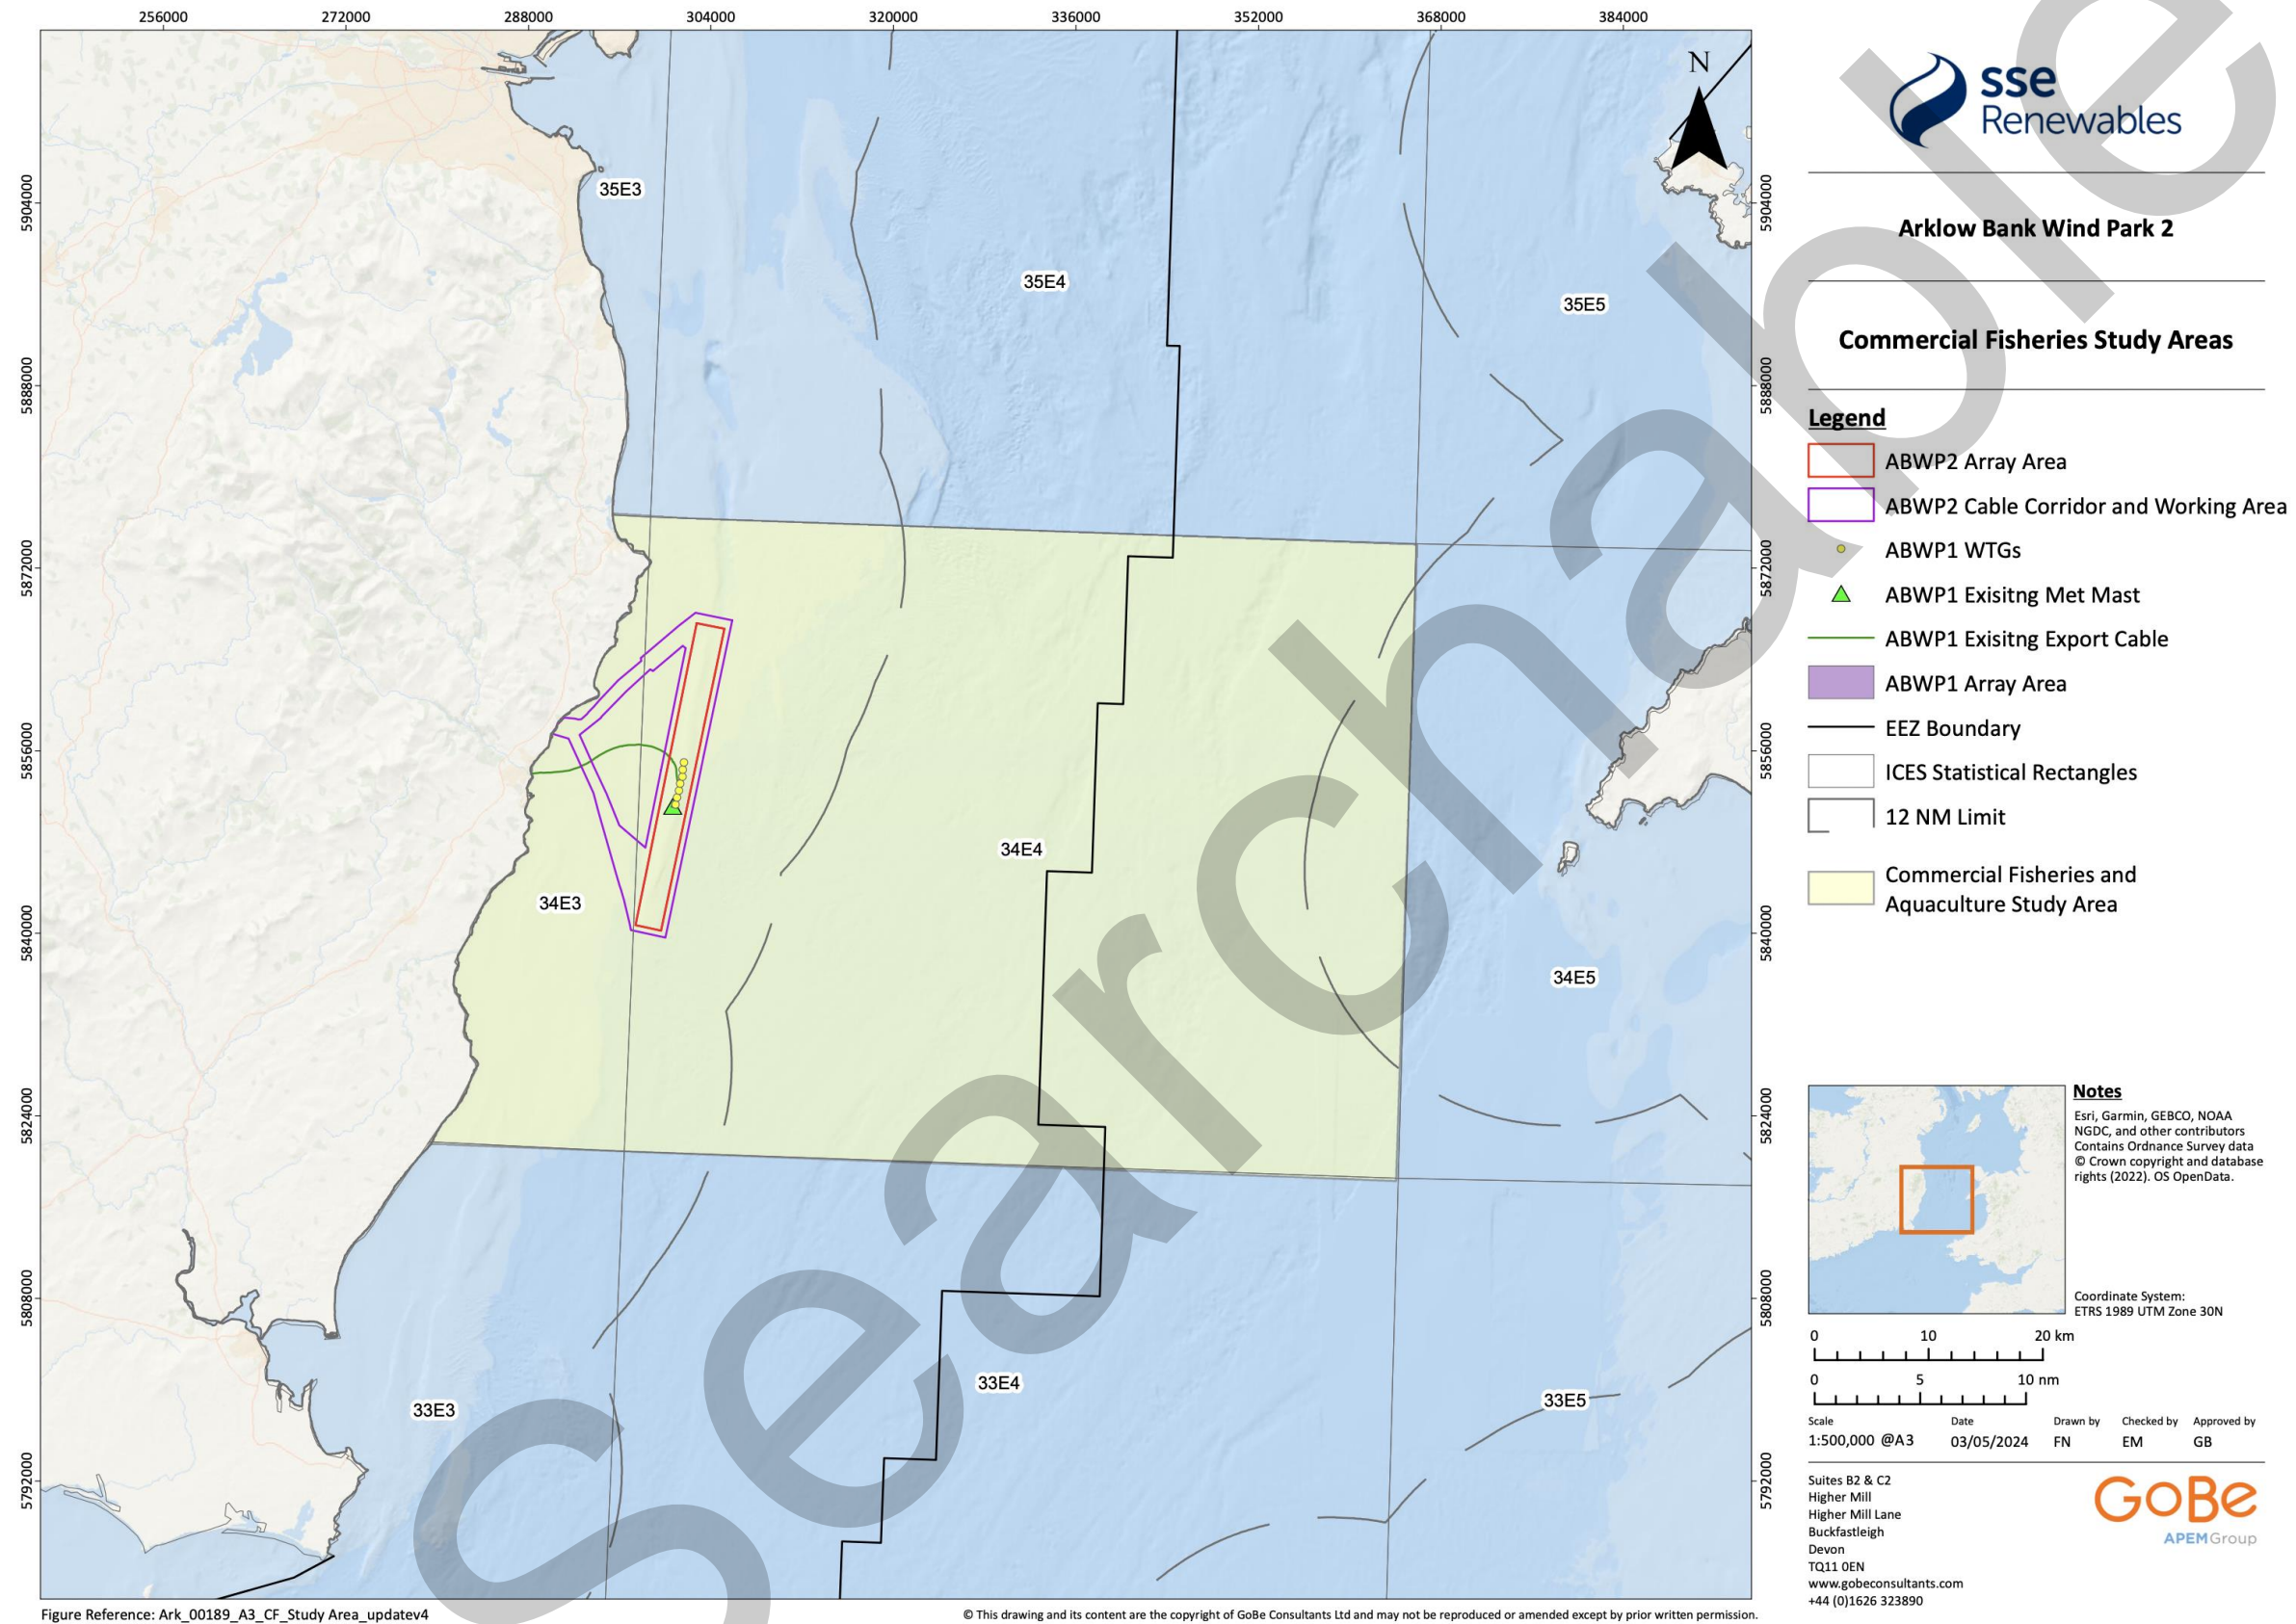 256000 272000 288000 304000 320000 336000 352000 368000 384000
5904000
5888000
5872000
5856000
5840000
5824000
5808000
5792000
35E3
35E4
35E5
34E3
34E4
34E5
33E3
33E4
33E5
N
5904000
5888000
5872000
5856000
5840000
5824000
5808000
5792000
Searchable
sse
Renewables
Arklow Bank Wind Park 2
Commercial Fisheries Study Areas
Legend
ABWP2 Array Area
ABWP2 Cable Corridor and Working Area
ABWP1 WTGs
ABWP1 Exisitng Met Mast
ABWP1 Exisitng Export Cable
ABWP1 Array Area
EEZ Boundary
ICES Statistical Rectangles
12 NM Limit
Commercial Fisheries and
Aquaculture Study Area
Notes
Esri, Garmin, GEBCO, NOAA
NGDC, and other contributors
Contains Ordnance Survey data
© Crown copyright and database
rights (2022). OS OpenData.
Coordinate System:
ETRS 1989 UTM Zone 30N
0 10 20 km
0 5 10 nm
Scale Date Drawn by Checked by Approved by
1:500,000 @A3 03/05/2024 FN EM GB
Suites B2 & C2
Higher Mill
Higher Mill Lane
Buckfastleigh
Devon
TQ11 0EN
www.gobeconsultants.com
+44 (0)1626 323890
GoBe
APEMGroup
Figure Reference: Ark_00189_A3_CF_Study Area_updatev4
© This drawing and its content are the copyright of GoBe Consultants Ltd and may not be reproduced or amended except by prior written permission.